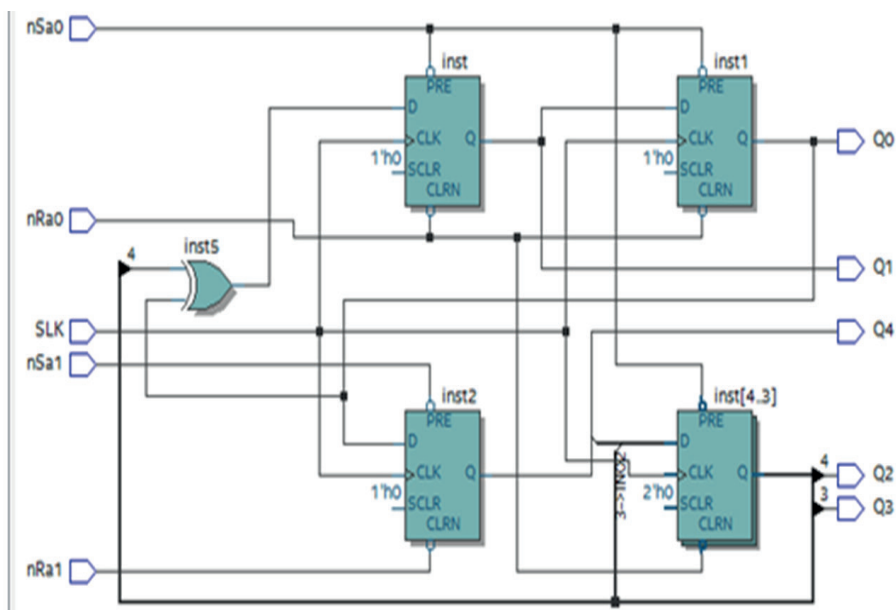 nSa0
inst
inst1
PRE
PRE
D
D
CLK
Q
CLK
Q
Q0
1'h0
SCLR
1'h0
SCLR
CLRN
CLRN
nRa0
inst5
4
Q1
SLK
Q4
nSa1
inst2
inst[4..3]
PRE
PRE
D
D
CLK
Q
CLK
Q
4
Q2
1'h0
SCLR
2'h0
SCLR
3
Q3
CLRN
CLRN
nRa1